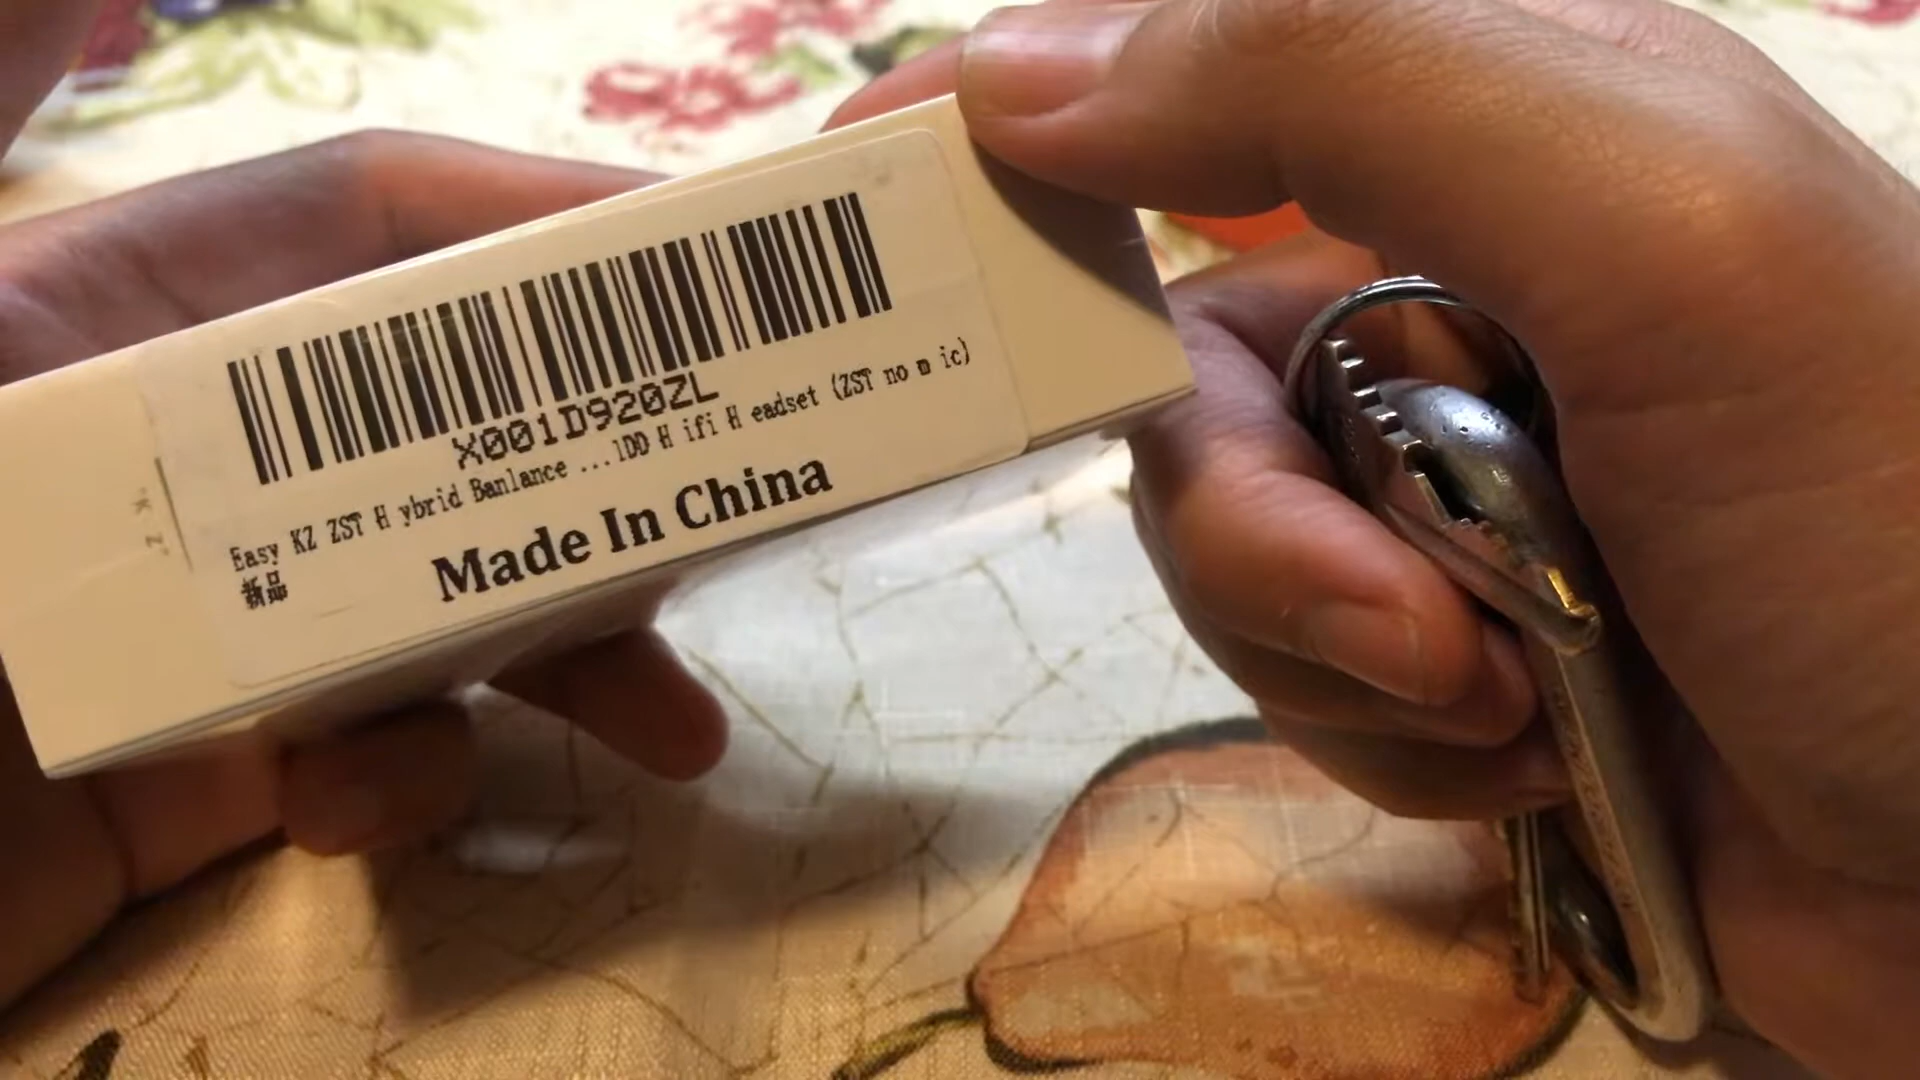 X001D920ZL
Easy KZ ZST H ybrid Banlance ...1DD H ifi H eadset (ZST no m ic)
新品
Made In China